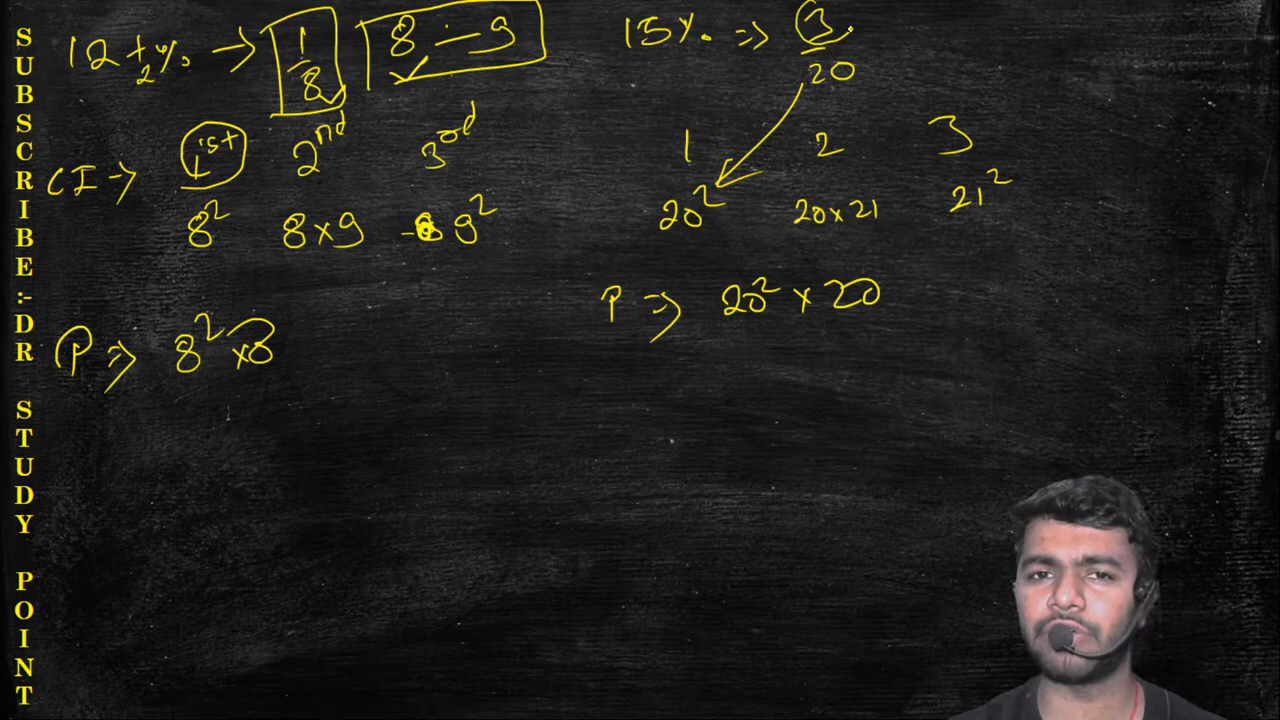 SUBSCRIBE :- DR STUDY POINT
12 1/2 %. → 1/8 8 – 9
CI → 1st 2nd 3rd
8² 8×9 9²
P ⇒ 8² ×8
15%. ⇒ 3/20
1 2 3
20² 20×21 21²
P ⇒ 20² × 20